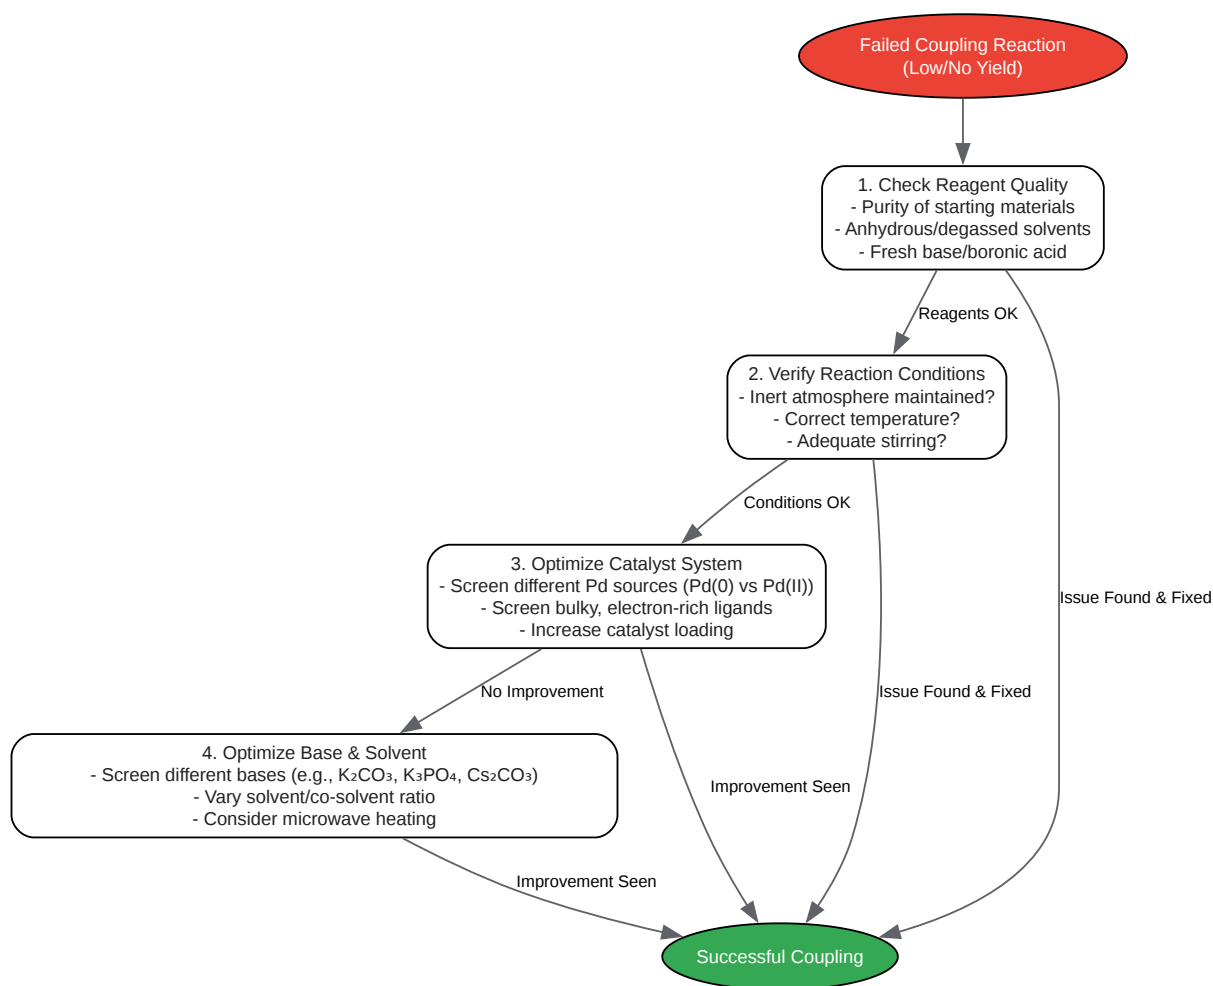 Failed Coupling Reaction
(Low/No Yield)
1. Check Reagent Quality
- Purity of starting materials
- Anhydrous/degassed solvents
- Fresh base/boronic acid
Reagents OK
2. Verify Reaction Conditions
- Inert atmosphere maintained?
- Correct temperature?
- Adequate stirring?
Conditions OK
3. Optimize Catalyst System
- Screen different Pd sources (Pd(0) vs Pd(II))
- Screen bulky, electron-rich ligands
- Increase catalyst loading
Issue Found & Fixed
No Improvement
Issue Found & Fixed
4. Optimize Base & Solvent
- Screen different bases (e.g., K₂CO₃, K₃PO₄, Cs₂CO₃)
- Vary solvent/co-solvent ratio
- Consider microwave heating
Improvement Seen
Improvement Seen
Successful Coupling